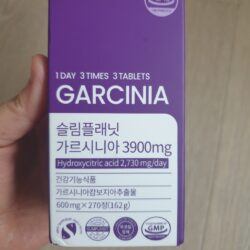 1 DAY 3 TIMES 3 TABLETS
GARCINIA
슬림플래닛
가르시니아 3900mg
Hydroxycitric acid 2,730 mg/day
건강기능식품
가르시니아캄보지아추출물
600mg × 270정(162g)
GMP